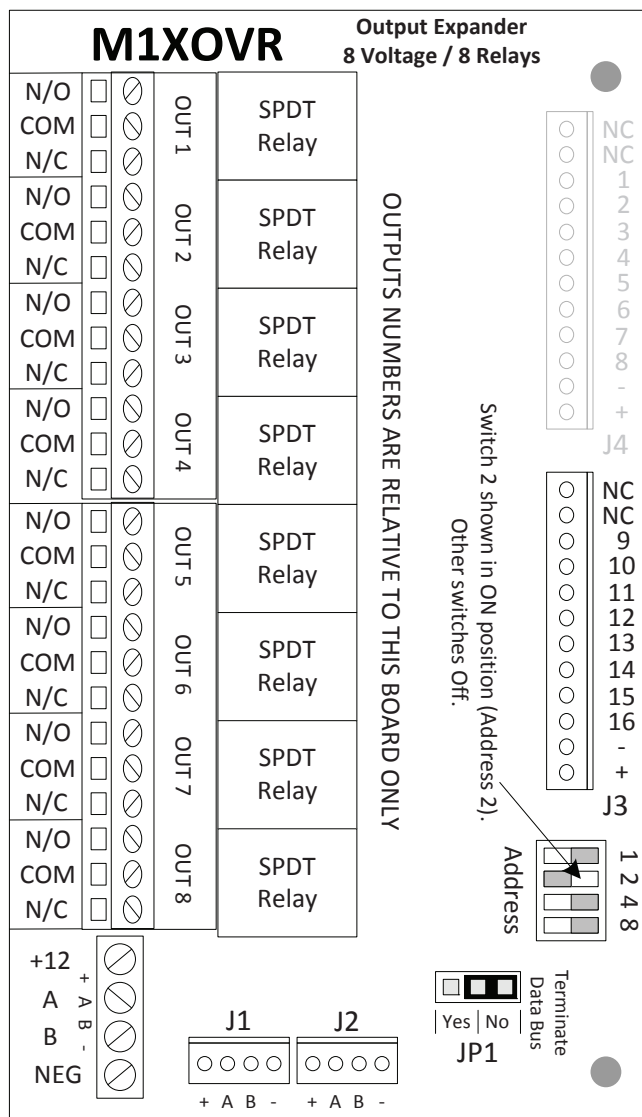 M1XOVR
Output Expander
8 Voltage / 8 Relays
N/O
COM
N/C
OUT 1
SPDT
Relay
N/O
COM
N/C
OUT 2
SPDT
Relay
N/O
COM
N/C
OUT 3
SPDT
Relay
N/O
COM
N/C
OUT 4
SPDT
Relay
N/O
COM
N/C
OUT 5
SPDT
Relay
N/O
COM
N/C
OUT 6
SPDT
Relay
N/O
COM
N/C
OUT 7
SPDT
Relay
N/O
COM
N/C
OUT 8
SPDT
Relay
OUTPUTS NUMBERS ARE RELATIVE TO THIS BOARD ONLY
Switch 2 shown in ON position (Address 2).
Other switches Off.
NC
NC
1
2
3
4
5
6
7
8
-
+
J4
NC
NC
9
10
11
12
13
14
15
16
-
+
J3
Address
1 2 4 8
+12
A
B
NEG
+ A B -
J1
+ A B -
J2
+ A B -
Yes No
JP1
Terminate
Data Bus